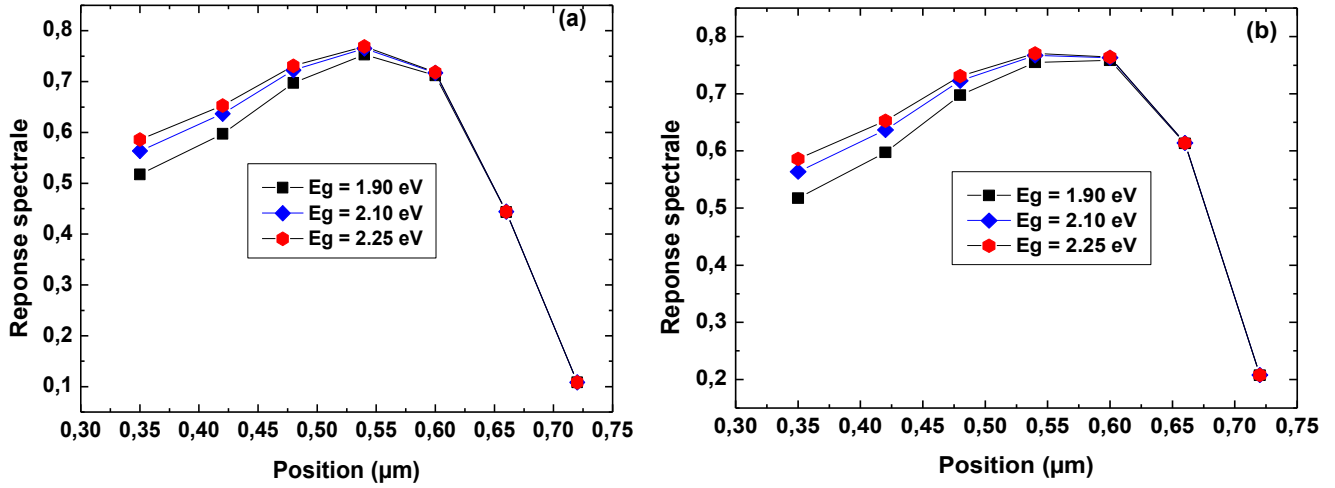 (a)
Reponse spectrale
0,8
0,7
0,6
0,5
0,4
0,3
0,2
0,1
Eg = 1.90 eV
Eg = 2.10 eV
Eg = 2.25 eV
0,30 0,35 0,40 0,45 0,50 0,55 0,60 0,65 0,70 0,75
Position (µm)
(b)
Reponse spectrale
0,8
0,7
0,6
0,5
0,4
0,3
0,2
Eg = 1.90 eV
Eg = 2.10 eV
Eg = 2.25 eV
0,30 0,35 0,40 0,45 0,50 0,55 0,60 0,65 0,70 0,75
Position (µm)